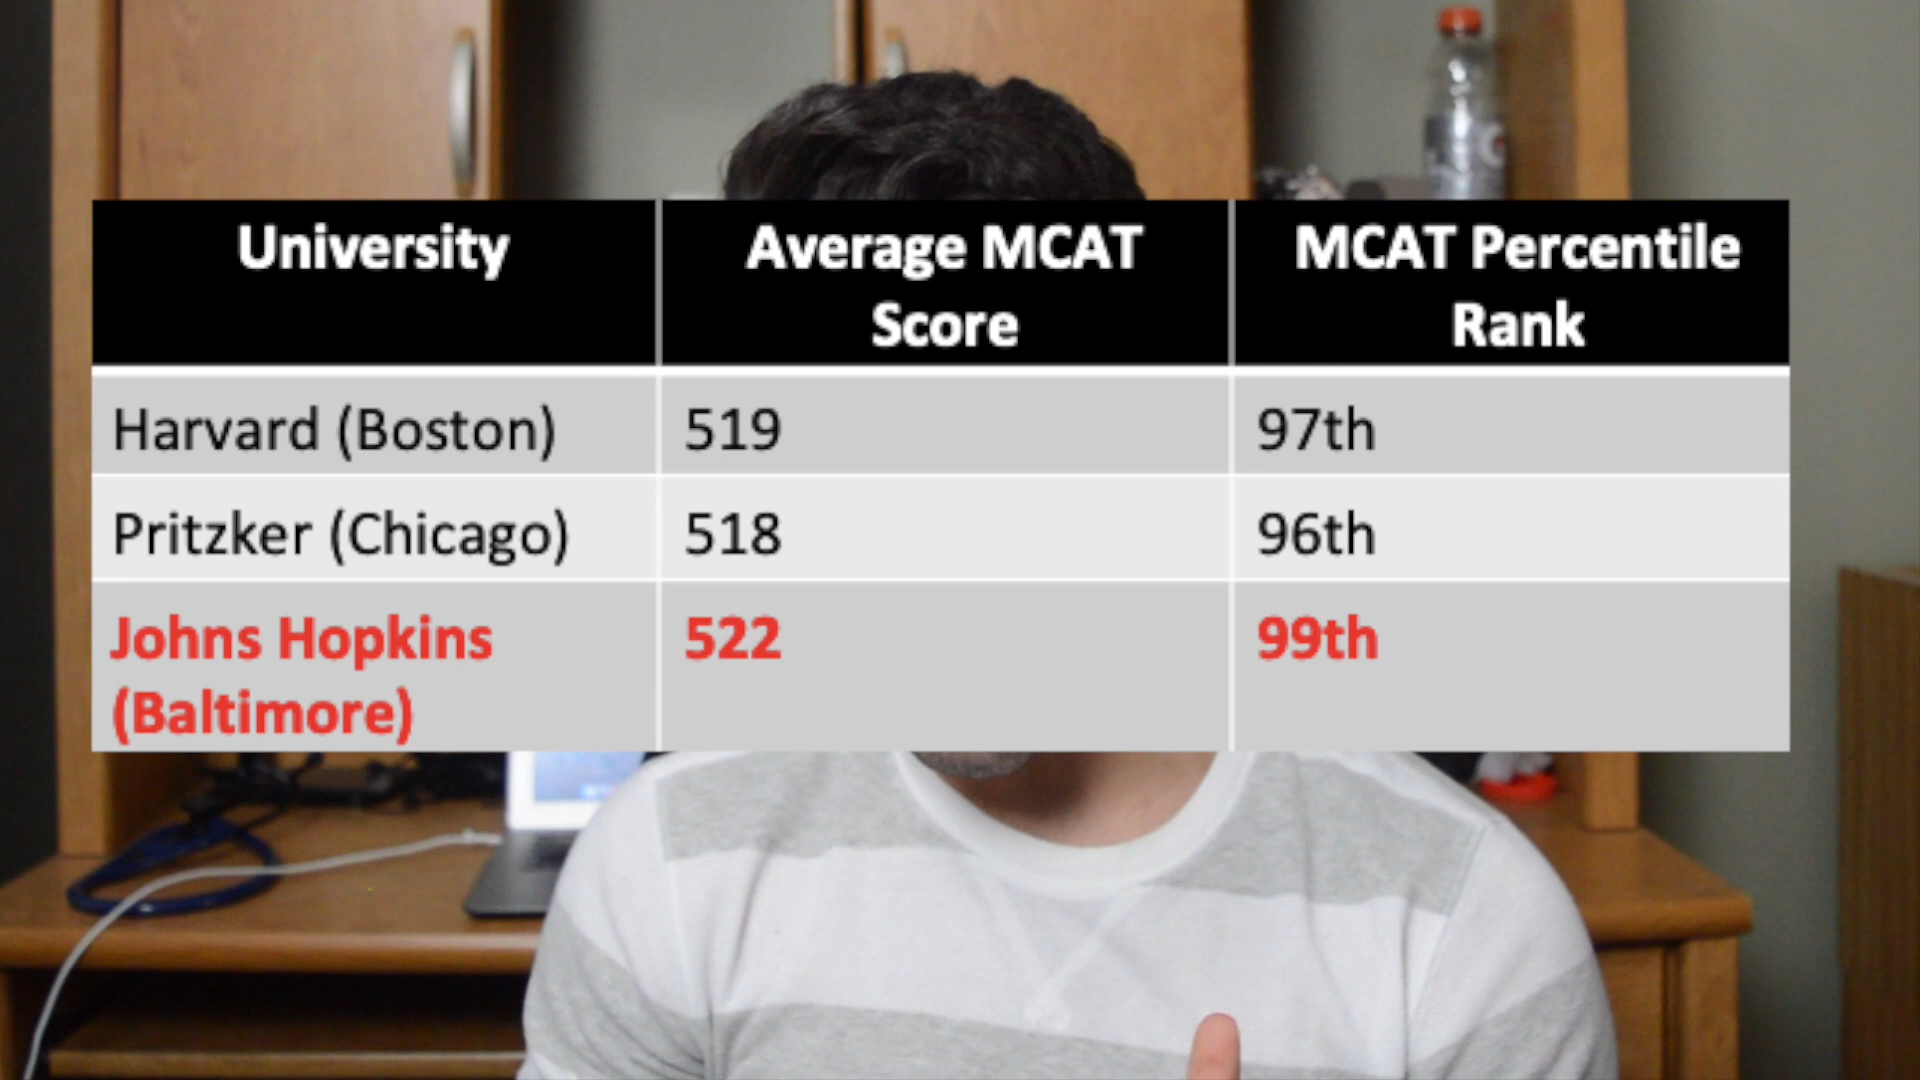 University Average MCAT Score MCAT Percentile Rank
Harvard (Boston) 519 97th
Pritzker (Chicago) 518 96th
Johns Hopkins (Baltimore) 522 99th